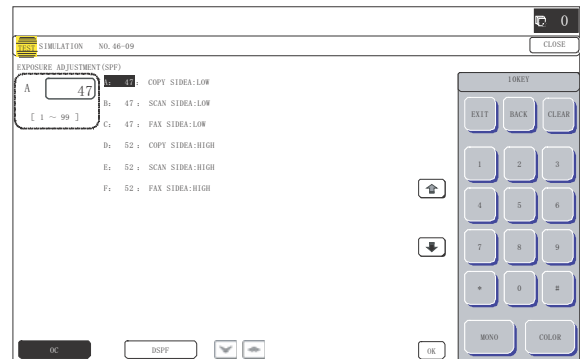 0
TEST SIMULATION NO. 46-09
CLOSE
EXPOSURE ADJUSTMENT(SPF)
A 47
[ 1 ~ 99 ]
A: 47 : COPY SIDEA:LOW
B: 47 : SCAN SIDEA:LOW
C: 47 : FAX SIDEA:LOW
D: 52 : COPY SIDEA:HIGH
E: 52 : SCAN SIDEA:HIGH
F: 52 : FAX SIDEA:HIGH
10KEY
EXIT BACK CLEAR
1 2 3
4 5 6
7 8 9
* 0 #
MONO COLOR
OC DSPF OK